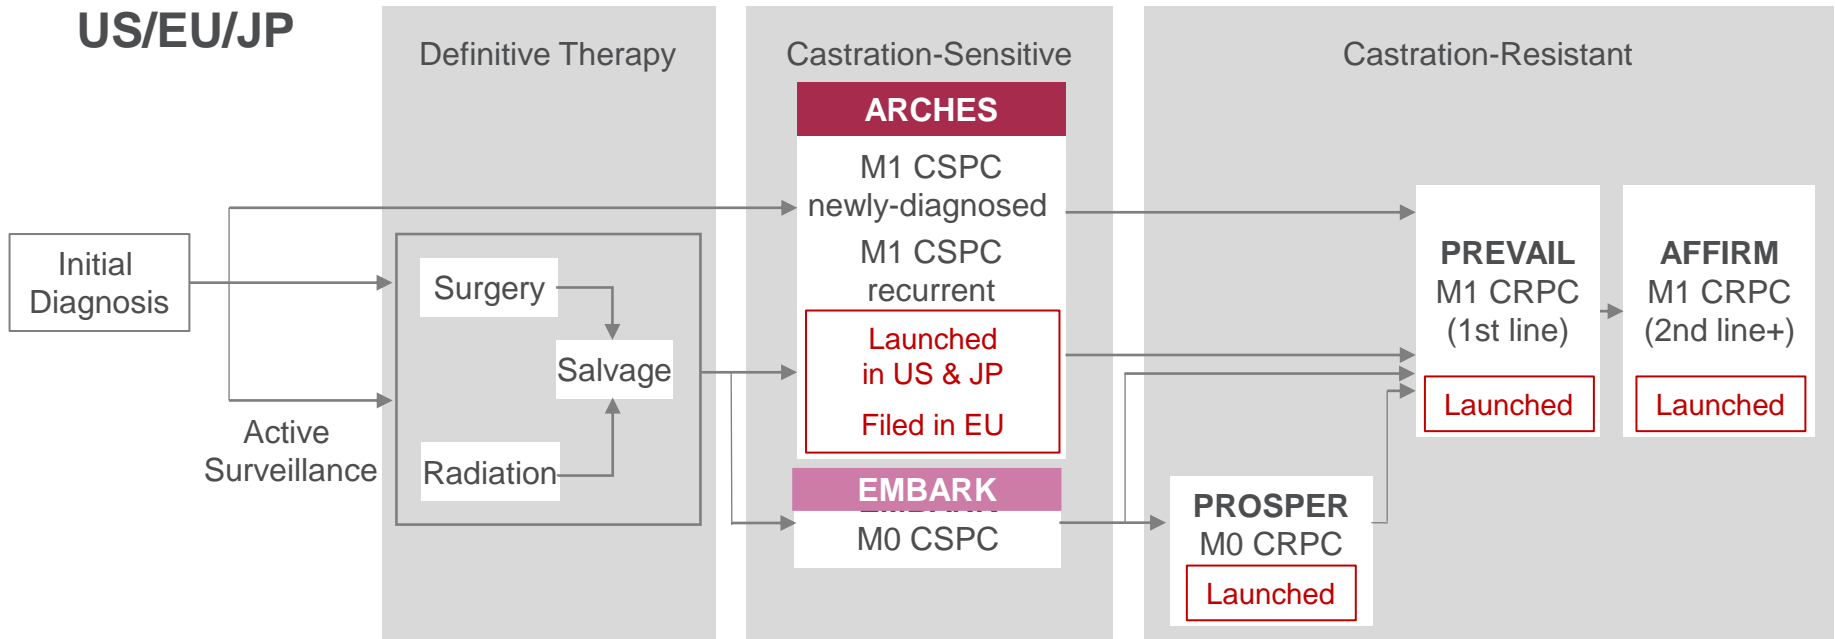 US/EU/JP
Definitive Therapy
Castration-Sensitive
Castration-Resistant
Initial
Diagnosis
Active
Surveillance
Surgery
Salvage
Radiation
ARCHES
M1 CSPC
newly-diagnosed
M1 CSPC
recurrent
Launched
in US & JP
Filed in EU
EMBARK
EMBARK
M0 CSPC
PROSPER
M0 CRPC
Launched
PREVAIL
M1 CRPC
(1st line)
Launched
AFFIRM
M1 CRPC
(2nd line+)
Launched